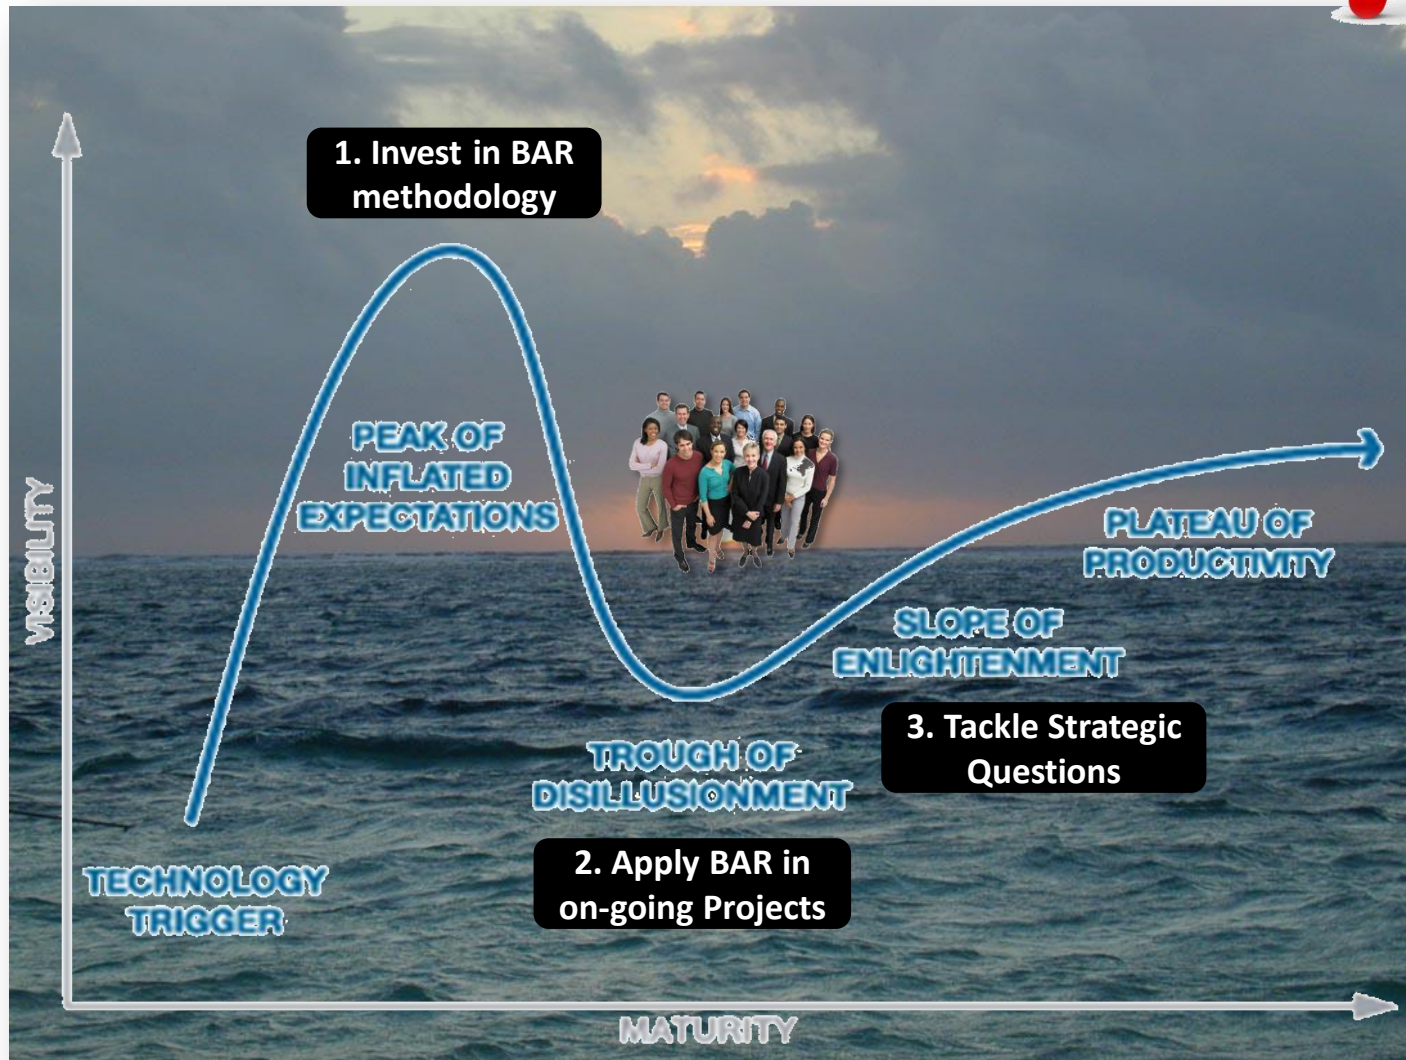 1. Invest in BAR
methodology
PEAK OF
INFLATED
EXPECTATIONS
VISIBILITY
PLATEAU OF
PRODUCTIVITY
SLOPE OF
ENLIGHTENMENT
3. Tackle Strategic
Questions
TROUGH OF
DISILLUSIONMENT
2. Apply BAR in
on-going Projects
TECHNOLOGY
TRIGGER
MATURITY